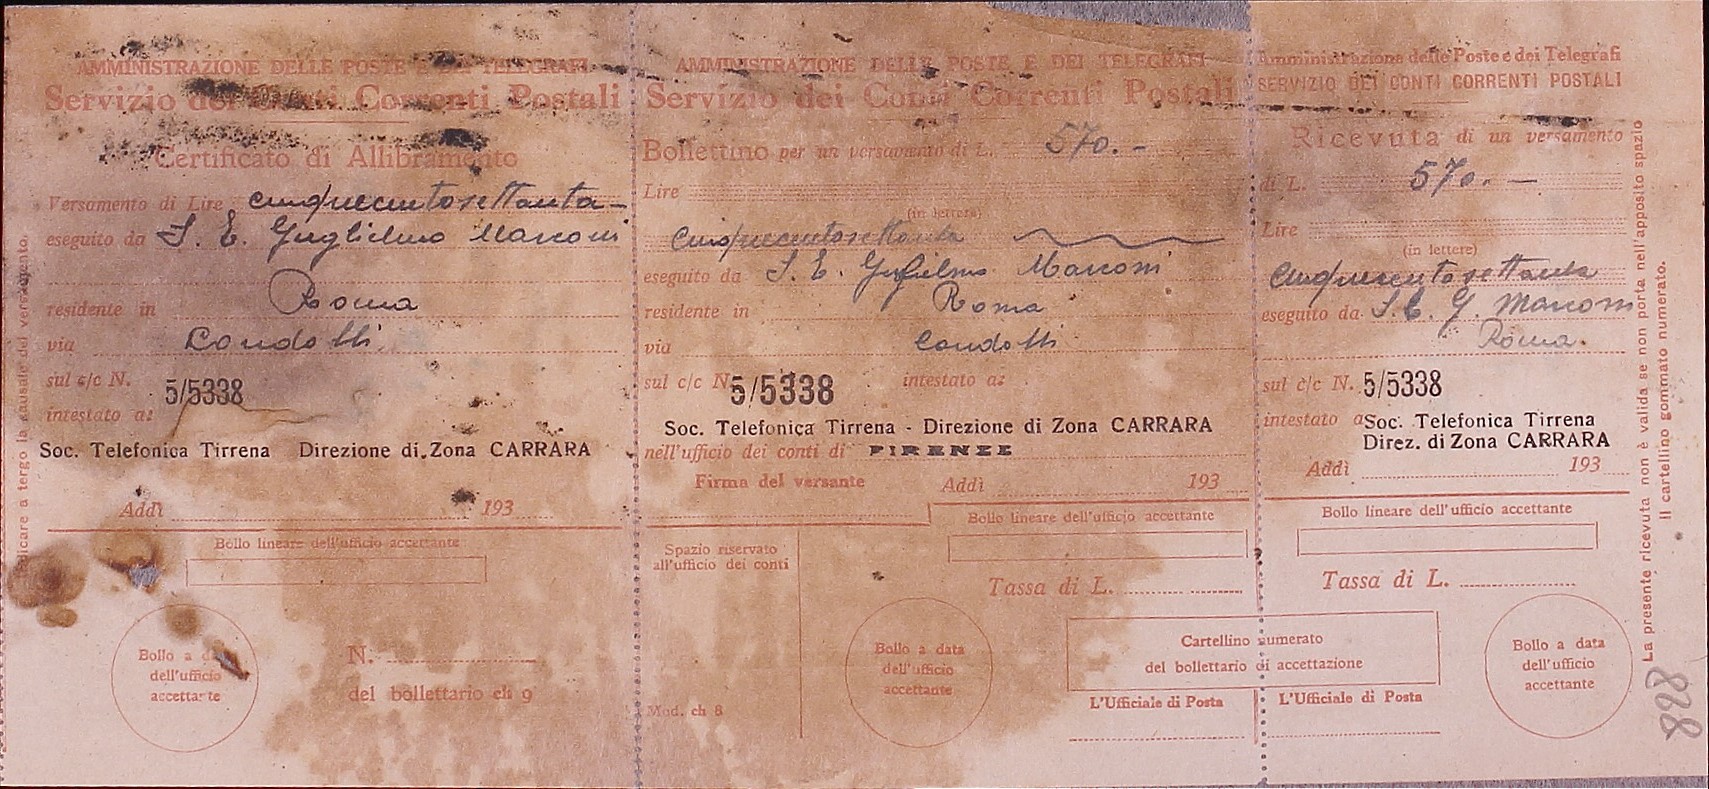 AMMINISTRAZIONE DELLE POSTE E DEI TELEGRAFI
Servizio dei Conti Correnti Postali
Certificato di Allibramento
Versamento di Lire cinquecentosettanta -
eseguito da S. E. Guglielmo Marconi
residente in Roma
via Condotti
sul c/c N. 5/5338
intestato a:
Soc. Telefonica Tirrena Direzione di Zona CARRARA
Addì 193
Bollo lineare dell'ufficio accettante
Bollo a data
dell'ufficio
accettante
N.
del bollettario ch 9
Indicare a tergo la causale del versamento.
AMMINISTRAZIONE DELLE POSTE E DEI TELEGRAFI
Servizio dei Conti Correnti Postali
Bollettino per un versamento di L. 570.-
Lire
(in lettere)
Cinquecentosettanta
eseguito da S. E. Guglielmo Marconi
residente in Roma
via Condotti
sul c/c N. 5/5338 intestato a:
Soc. Telefonica Tirrena - Direzione di Zona CARRARA
nell'ufficio dei conti di FIRENZE
Firma del versante
Addì 193
Bollo lineare dell'ufficio accettante
Spazio riservato
all'ufficio dei conti
Tassa di L.
Mod. ch 8
Bollo a data
dell'ufficio
accettante
Cartellino numerato
del bollettario di accettazione
L'Ufficiale di Posta
Amministrazione delle Poste e dei Telegrafi
SERVIZIO DEI CONTI CORRENTI POSTALI
Ricevuta di un versamento
di L. 570. -
Lire
(in lettere)
Cinquecentosettanta
eseguito da S. E. G. Marconi
Roma.
sul c/c N. 5/5338
intestato a Soc. Telefonica Tirrena
Direz. di Zona CARRARA
Addì 193
Bollo lineare dell'ufficio accettante
Tassa di L.
L'Ufficiale di Posta
Bollo a data
dell'ufficio
accettante
La presente ricevuta non è valida se non porta nell'apposito spazio
il cartellino gommato numerato.
828